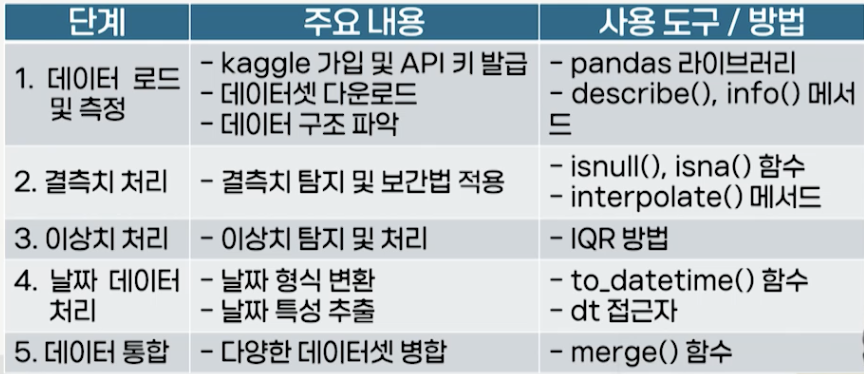 단계
주요 내용
사용 도구 / 방법
1. 데이터 로드
및 측정
- kaggle 가입 및 API 키 발급
- 데이터셋 다운로드
- 데이터 구조 파악
- pandas 라이브러리
- describe(), info() 메서
드
2. 결측치 처리
- 결측치 탐지 및 보간법 적용
- isnull(), isna() 함수
- interpolate() 메서드
3. 이상치 처리
- 이상치 탐지 및 처리
- IQR 방법
4. 날짜 데이터
처리
- 날짜 형식 변환
- 날짜 특성 추출
- to_datetime() 함수
- dt 접근자
5. 데이터 통합
- 다양한 데이터셋 병합
- merge() 함수